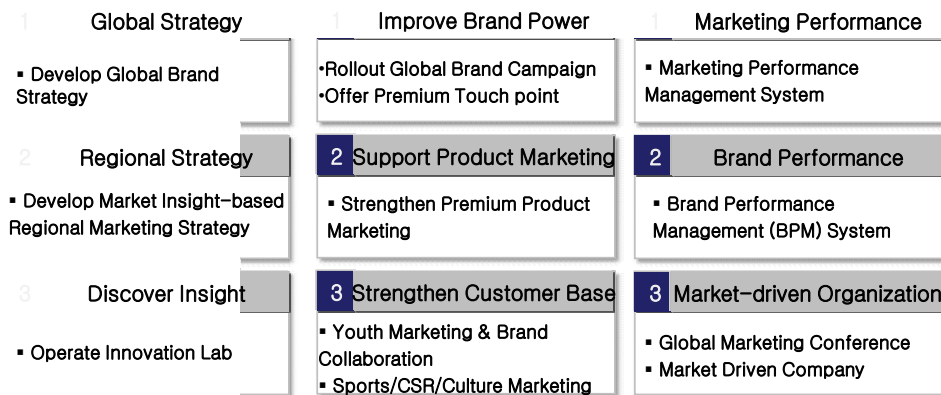 1 Global Strategy
▪ Develop Global Brand
Strategy
2 Regional Strategy
▪ Develop Market Insight-based
Regional Marketing Strategy
3 Discover Insight
▪ Operate Innovation Lab
1 Improve Brand Power
•Rollout Global Brand Campaign
•Offer Premium Touch point
2 Support Product Marketing
▪ Strengthen Premium Product
Marketing
3 Strengthen Customer Base
▪ Youth Marketing & Brand
Collaboration
▪ Sports/CSR/Culture Marketing
1 Marketing Performance
▪ Marketing Performance
Management System
2 Brand Performance
▪ Brand Performance
Management (BPM) System
3 Market-driven Organization
▪ Global Marketing Conference
▪ Market Driven Company